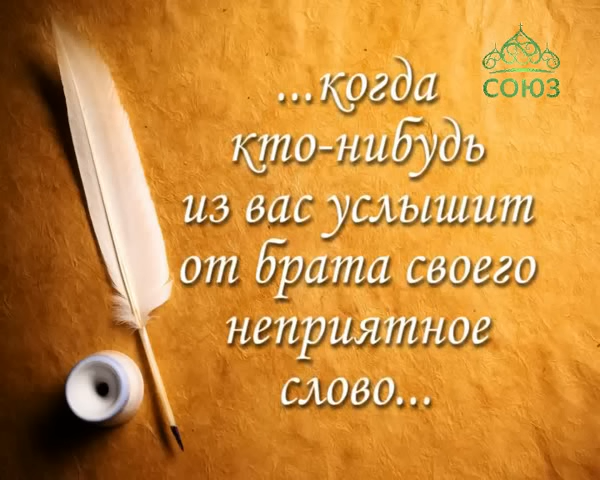 СОЮЗ
...когда
кто-нибудь
из вас услышит
от брата своего
неприятное
слово...